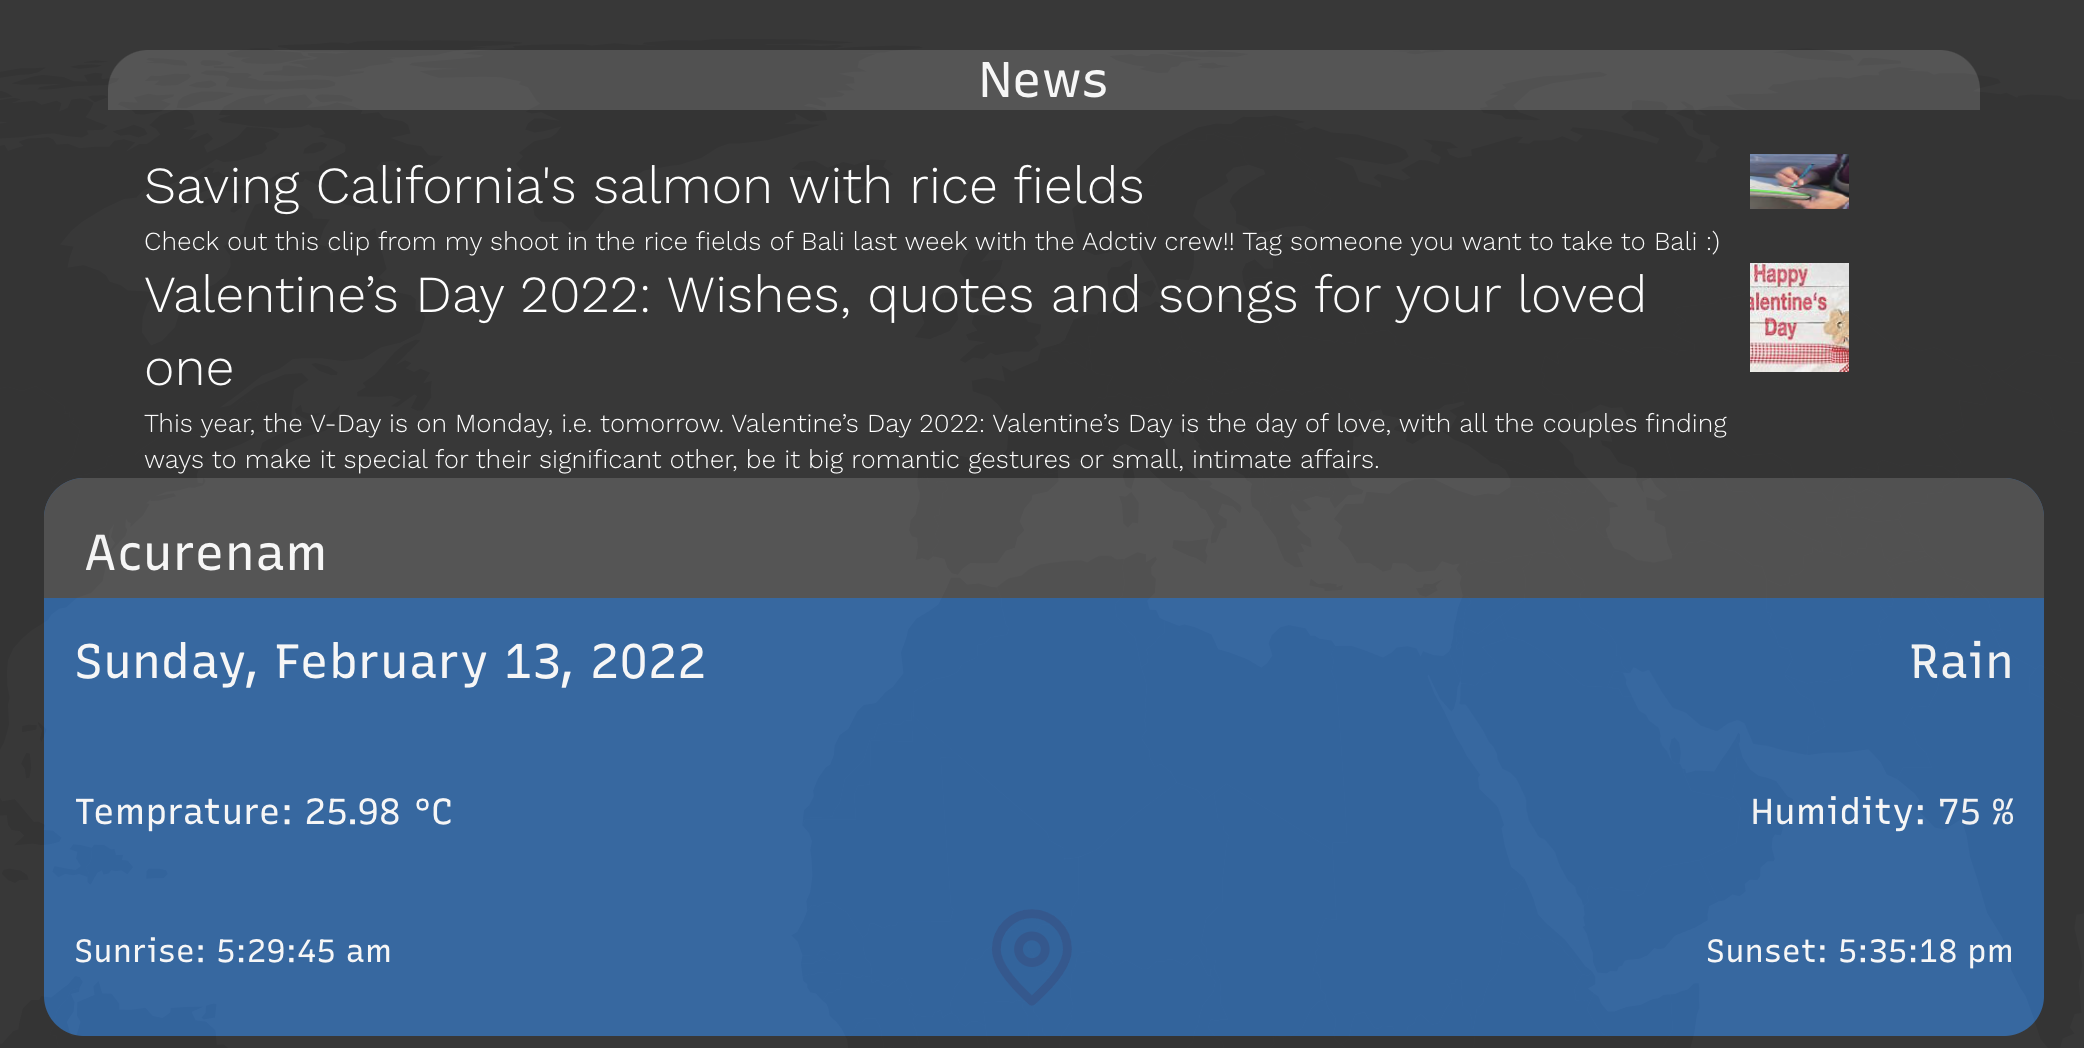 News
Saving California's salmon with rice fields
Check out this clip from my shoot in the rice fields of Bali last week with the Adctiv crew!! Tag someone you want to take to Bali :)
Valentine’s Day 2022: Wishes, quotes and songs for your loved
one
Happy
alentine's
Day
This year, the V-Day is on Monday, i.e. tomorrow. Valentine’s Day 2022: Valentine’s Day is the day of love, with all the couples finding
ways to make it special for their significant other, be it big romantic gestures or small, intimate affairs.
Acurenam
Sunday, February 13, 2022
Rain
Temprature: 25.98 °C
Humidity: 75 %
Sunrise: 5:29:45 am
Sunset: 5:35:18 pm